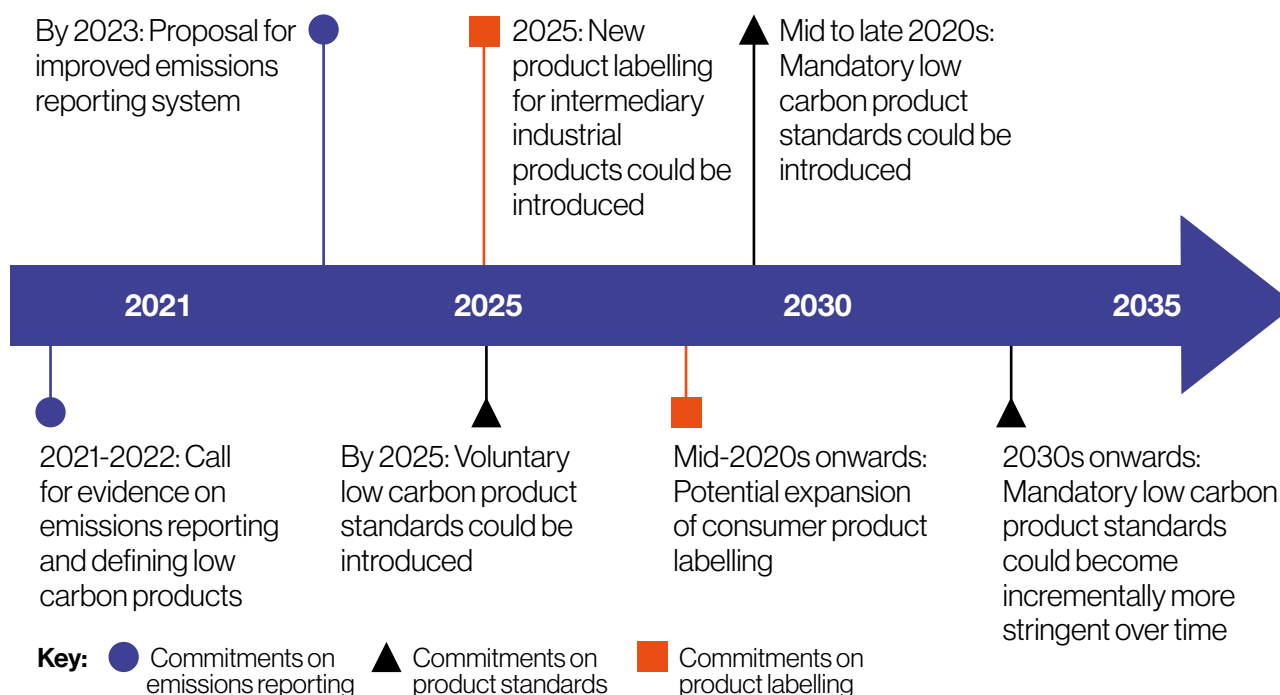 By 2023: Proposal for
improved emissions
reporting system
2025: New
product labelling
for intermediary
industrial
products could be
introduced
Mid to late 2020s:
Mandatory low
carbon product
standards could be
introduced
2021
2025
2030
2035
2021-2022: Call
for evidence on
emissions reporting
and defining low
carbon products
By 2025: Voluntary
low carbon product
standards could be
introduced
Mid-2020s onwards:
Potential expansion
of consumer product
labelling
2030s onwards:
Mandatory low carbon
product standards
could become
incrementally more
stringent over time
Key:
Commitments on
emissions reporting
Commitments on
product standards
Commitments on
product labelling